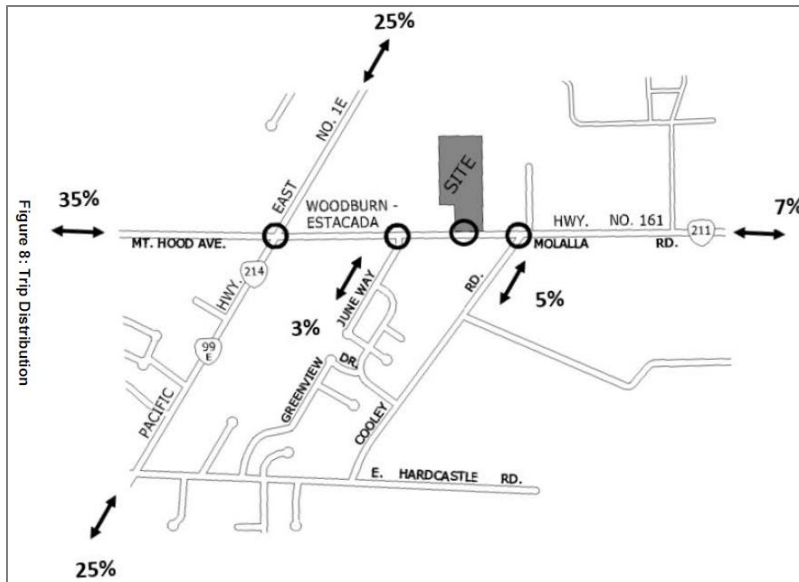 25%
NO. 1E
EAST
SITE
35%
WOODBURN -
ESTACADA
HWY. NO. 161
7%
MT. HOOD AVE.
MOLALLA RD.
211
214
HWY.
RD.
5%
JUNE WAY
3%
99
E
DR.
GREENVIEW
PACIFIC
COOLEY
E. HARDCASTLE RD.
25%
Figure 8: Trip Distribution